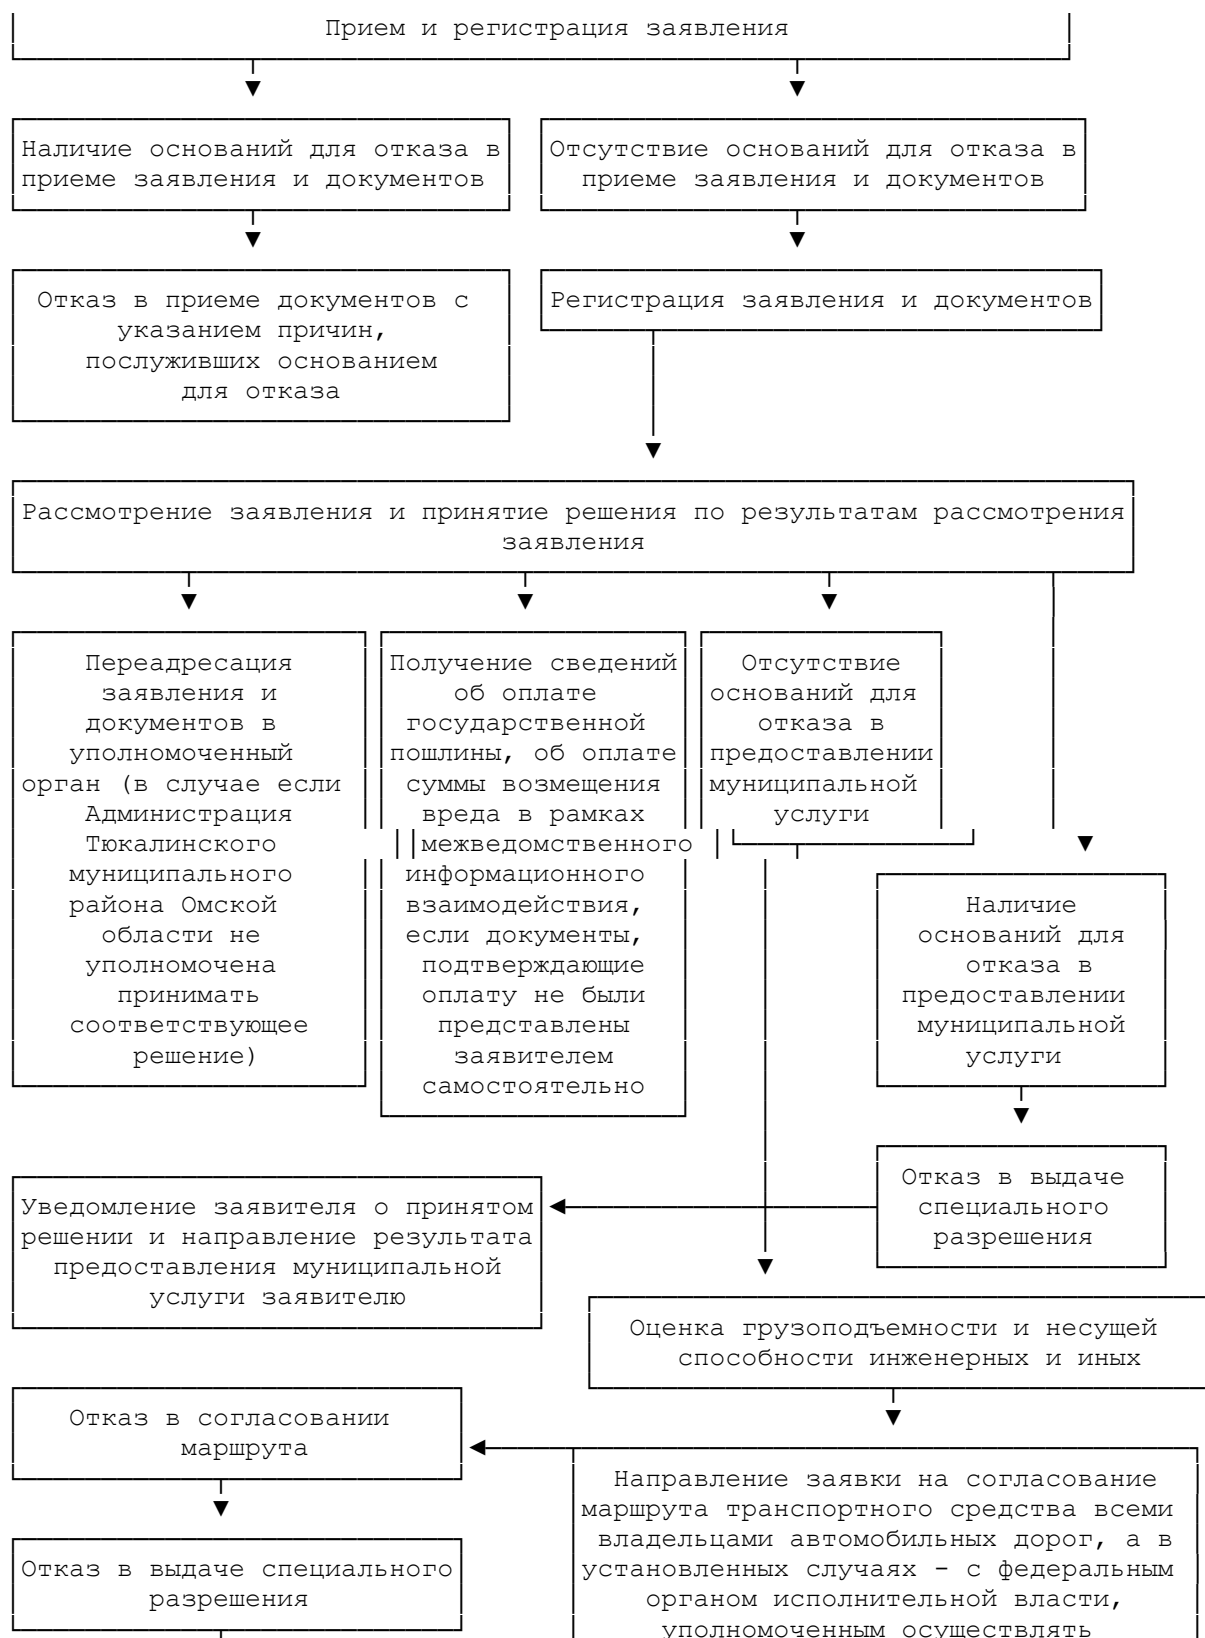 Прием и регистрация заявления
Наличие оснований для отказа в
приеме заявления и документов
Отсутствие оснований для отказа в
приеме заявления и документов
Отказ в приеме документов с
указанием причин,
послуживших основанием
для отказа
Регистрация заявления и документов
Рассмотрение заявления и принятие решения по результатам рассмотрения
заявления
Переадресация
заявления и
документов в
уполномоченный
орган (в случае если
Администрация
Тюкалинского
муниципального
района Омской
области не
уполномочена
принимать
соответствующее
решение)
Получение сведений
об оплате
государственной
пошлины, об оплате
суммы возмещения
вреда в рамках
межведомственного
информационного
взаимодействия,
если документы,
подтверждающие
оплату не были
представлены
заявителем
самостоятельно
Отсутствие
оснований для
отказа в
предоставлении
муниципальной
услуги
Наличие
оснований для
отказа в
предоставлении
муниципальной
услуги
Отказ в выдаче
специального
разрешения
Уведомление заявителя о принятом
решении и направление результата
предоставления муниципальной
услуги заявителю
Оценка грузоподъемности и несущей
способности инженерных и иных
Отказ в согласовании
маршрута
Направление заявки на согласование
маршрута транспортного средства всеми
владельцами автомобильных дорог, а в
установленных случаях - с федеральным
органом исполнительной власти,
уполномоченным осуществлять
Отказ в выдаче специального
разрешения